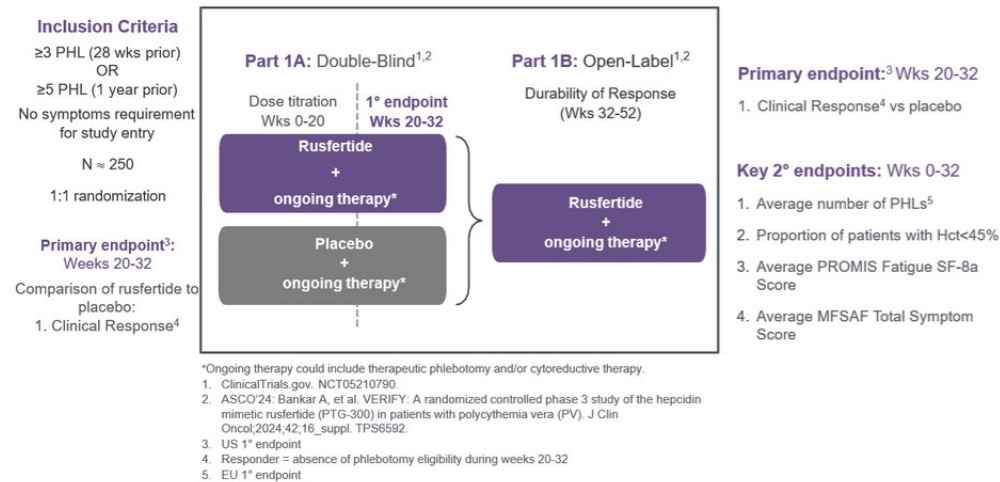 Inclusion Criteria
≥3 PHL (28 wks prior)
OR
≥5 PHL (1 year prior)
No symptoms requirement
for study entry
N ≈ 250
1:1 randomization
Primary endpoint³:
Weeks 20-32
Comparison of rusfertide to
placebo:
1. Clinical Response⁴
Part 1A: Double-Blind¹,²
Dose titration
Wks 0-20
1° endpoint
Wks 20-32
Rusfertide
+
ongoing therapy*
Placebo
+
ongoing therapy*
Part 1B: Open-Label¹,²
Durability of Response
(Wks 32-52)
Rusfertide
+
ongoing therapy*
Primary endpoint:³ Wks 20-32
1. Clinical Response⁴ vs placebo
Key 2° endpoints: Wks 0-32
1. Average number of PHLs⁵
2. Proportion of patients with Hct<45%
3. Average PROMIS Fatigue SF-8a
Score
4. Average MFSAF Total Symptom
Score
*Ongoing therapy could include therapeutic phlebotomy and/or cytoreductive therapy.
1. ClinicalTrials.gov. NCT05210790.
2. ASCO'24: Bankar A, et al. VERIFY: A randomized controlled phase 3 study of the hepcidin
mimetic rusfertide (PTG-300) in patients with polycythemia vera (PV). J Clin
Oncol;2024;42;16_suppl. TPS6592.
3. US 1° endpoint
4. Responder = absence of phlebotomy eligibility during weeks 20-32
5. EU 1° endpoint